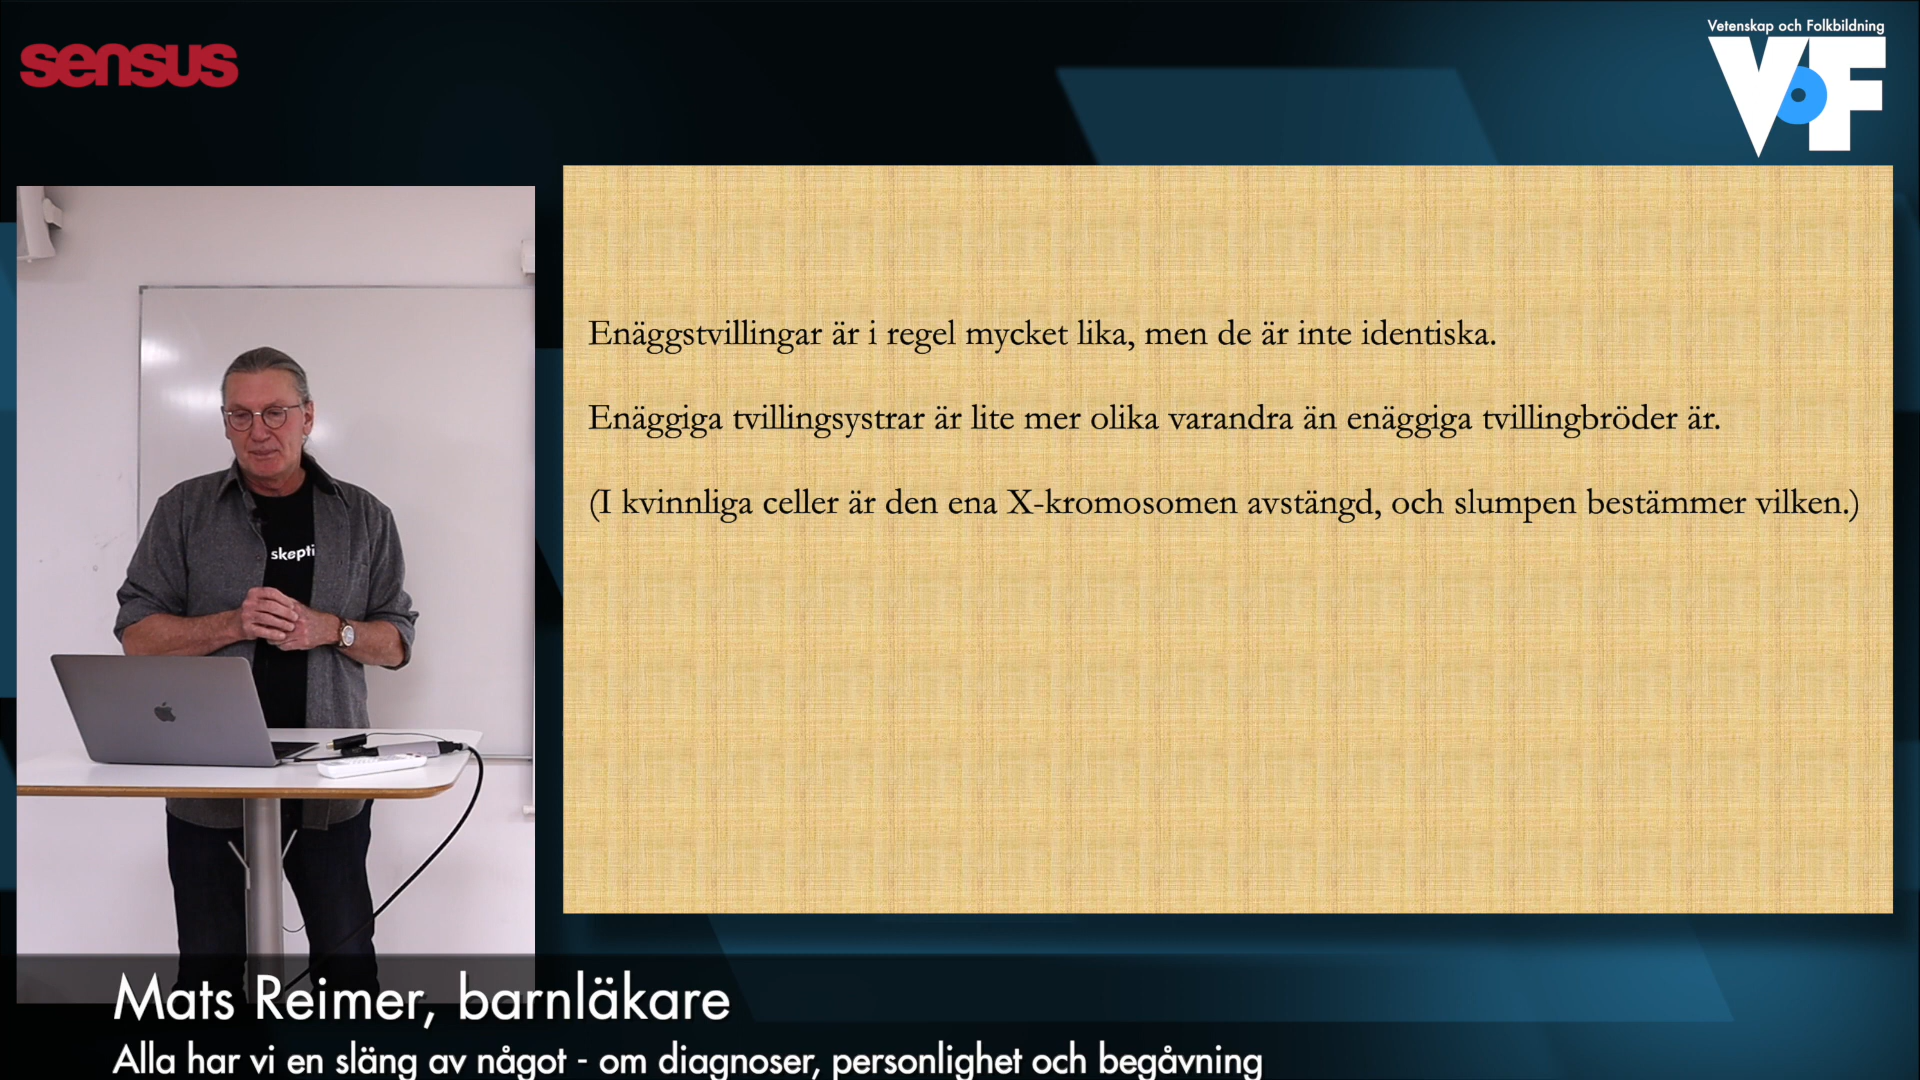 sensus
Vetenskap och Folkbildning
VoF
Enäggstvillingar är i regel mycket lika, men de är inte identiska.
Enäggiga tvillingsystrar är lite mer olika varandra än enäggiga tvillingbröder är.
(I kvinnliga celler är den ena X-kromosomen avstängd, och slumpen bestämmer vilken.)
skepti
Mats Reimer, barnläkare
Alla har vi en släng av något - om diagnoser, personlighet och begåvning